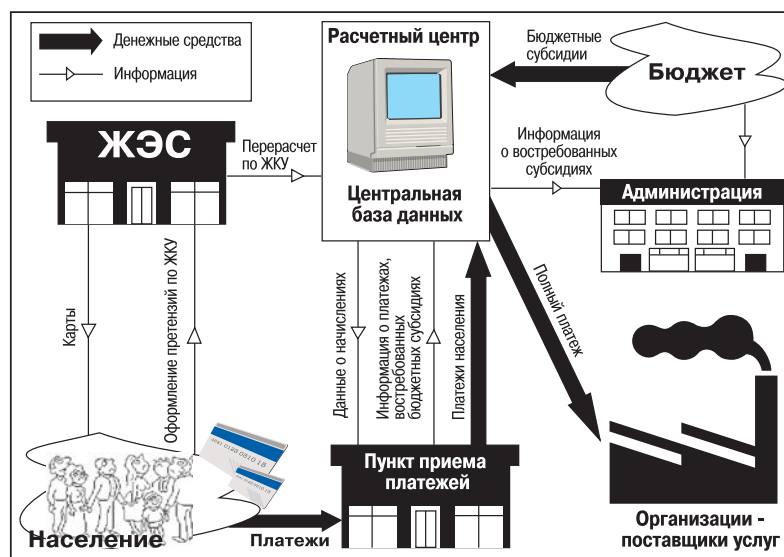 Денежные средства
Информация
Расчетный центр
Центральная
база данных
Бюджетные
субсидии
Бюджет
ЖЭС
Перерасчет
по ЖКУ
Информация
о востребованных
субсидиях
Администрация
Карты
Оформление претензий по ЖКУ
Данные о начислениях
Информация о платежах,
востребованных
бюджетных субсидиях
Платежи населения
Полный платеж
Население
Платежи
Пункт приема
платежей
Организации -
поставщики услуг